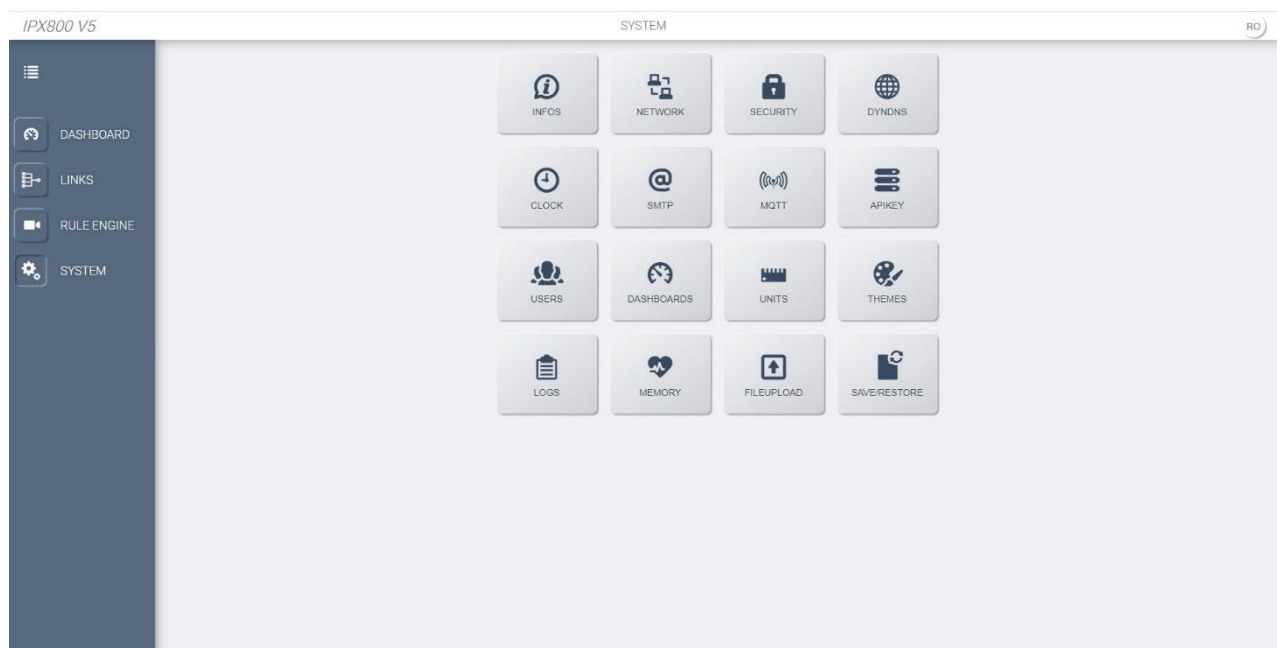 IPX800 V5
SYSTEM
RO
DASHBOARD
LINKS
RULE ENGINE
SYSTEM
INFOS
NETWORK
SECURITY
DYNDNS
CLOCK
SMTP
MQTT
APIKEY
USERS
DASHBOARDS
UNITS
THEMES
LOGS
MEMORY
FILEUPLOAD
SAVE/RESTORE